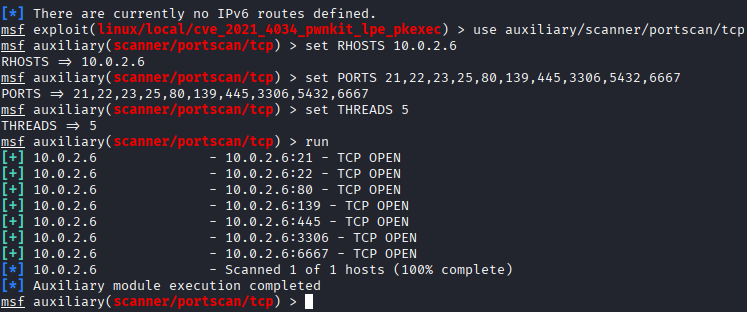 [*] There are currently no IPv6 routes defined.
msf exploit(linux/local/cve_2021_4034_pwnkit_lpe_pkexec) > use auxiliary/scanner/portscan/tcp
msf auxiliary(scanner/portscan/tcp) > set RHOSTS 10.0.2.6
RHOSTS => 10.0.2.6
msf auxiliary(scanner/portscan/tcp) > set PORTS 21,22,23,25,80,139,445,3306,5432,6667
PORTS => 21,22,23,25,80,139,445,3306,5432,6667
msf auxiliary(scanner/portscan/tcp) > set THREADS 5
THREADS => 5
msf auxiliary(scanner/portscan/tcp) > run
[+] 10.0.2.6              - 10.0.2.6:21 - TCP OPEN
[+] 10.0.2.6              - 10.0.2.6:22 - TCP OPEN
[+] 10.0.2.6              - 10.0.2.6:80 - TCP OPEN
[+] 10.0.2.6              - 10.0.2.6:139 - TCP OPEN
[+] 10.0.2.6              - 10.0.2.6:445 - TCP OPEN
[+] 10.0.2.6              - 10.0.2.6:3306 - TCP OPEN
[+] 10.0.2.6              - 10.0.2.6:6667 - TCP OPEN
[*] 10.0.2.6              - Scanned 1 of 1 hosts (100% complete)
[*] Auxiliary module execution completed
msf auxiliary(scanner/portscan/tcp) >